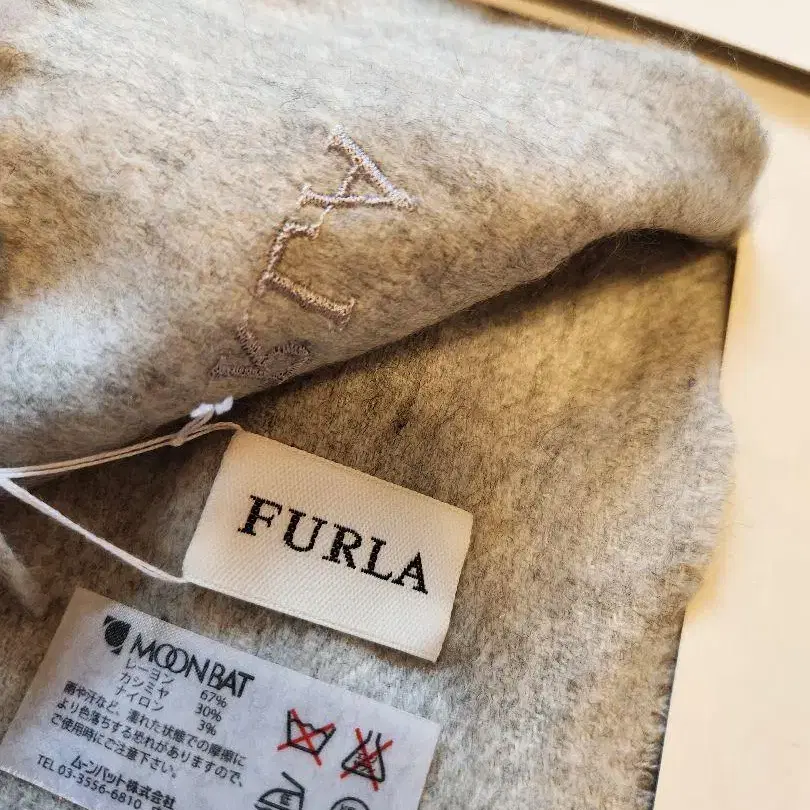 RLA
FURLA
MOONBAT
レーヨン 67%
カシミヤ 30%
ナイロン 3%
雨や汗など、濡れた状態での摩擦に
より色落ちする恐れがありますので、
ご使用時にご注意下さい。
ムーンバット株式会社
TEL 03-3556-6810